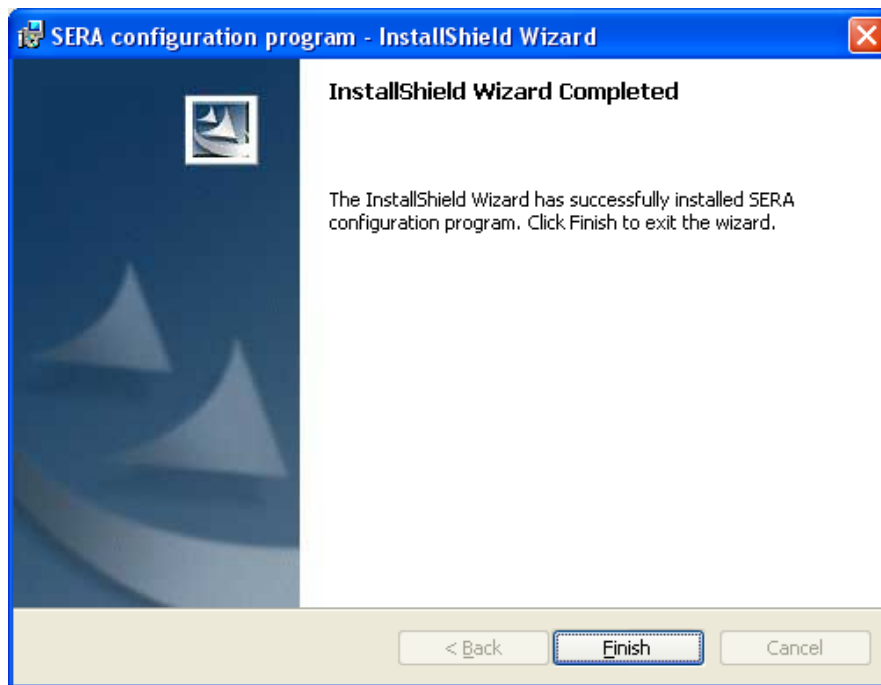 SERA configuration program - InstallShield Wizard
InstallShield Wizard Completed
The InstallShield Wizard has successfully installed SERA
configuration program. Click Finish to exit the wizard.
< Back Finish Cancel